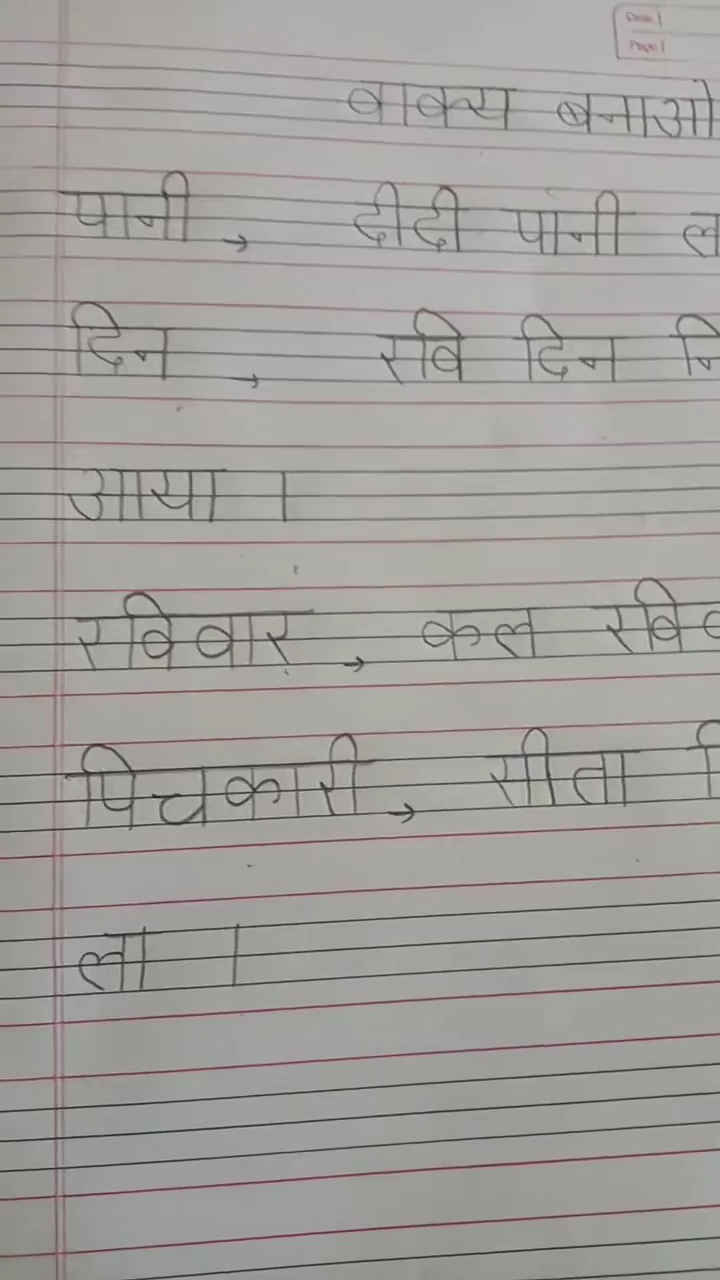 वाक्य बनाओ
पानी → दीदी पानी
दिन → रवि दिन
आया ।
रविवार → कल
पिचकारी → सीता
ला ।